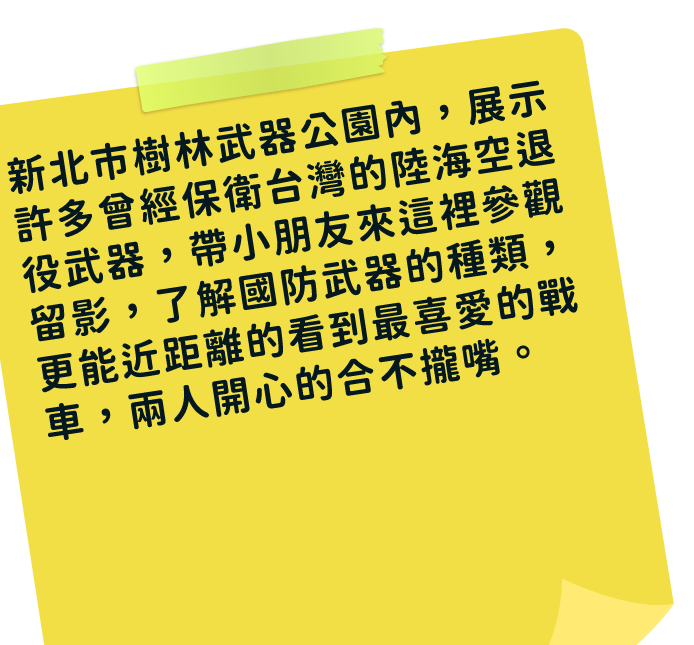 新北市樹林武器公園內，展示
許多曾經保衛台灣的陸海空退
役武器，帶小朋友來這裡參觀
留影，了解國防武器的種類，
更能近距離的看到最喜愛的戰
車，兩人開心的合不攏嘴。